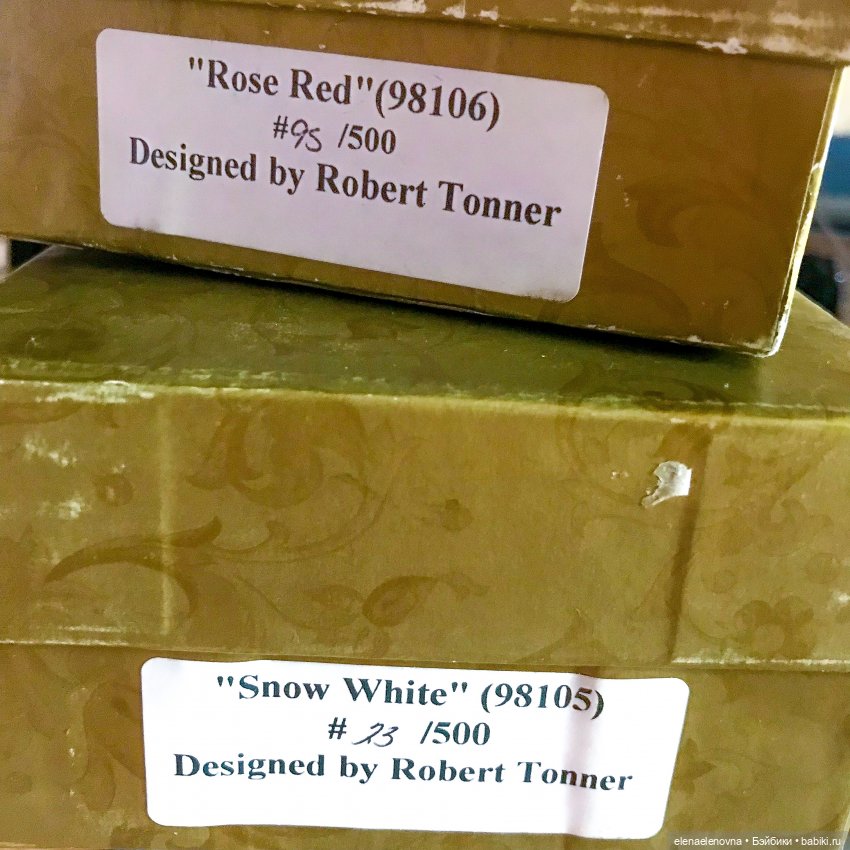 "Rose Red"(98106)
#95 /500
Designed by Robert Tonner
"Snow White" (98105)
# 23 /500
Designed by Robert Tonner
elenaelenovna • Бэйбики • babiki.ru